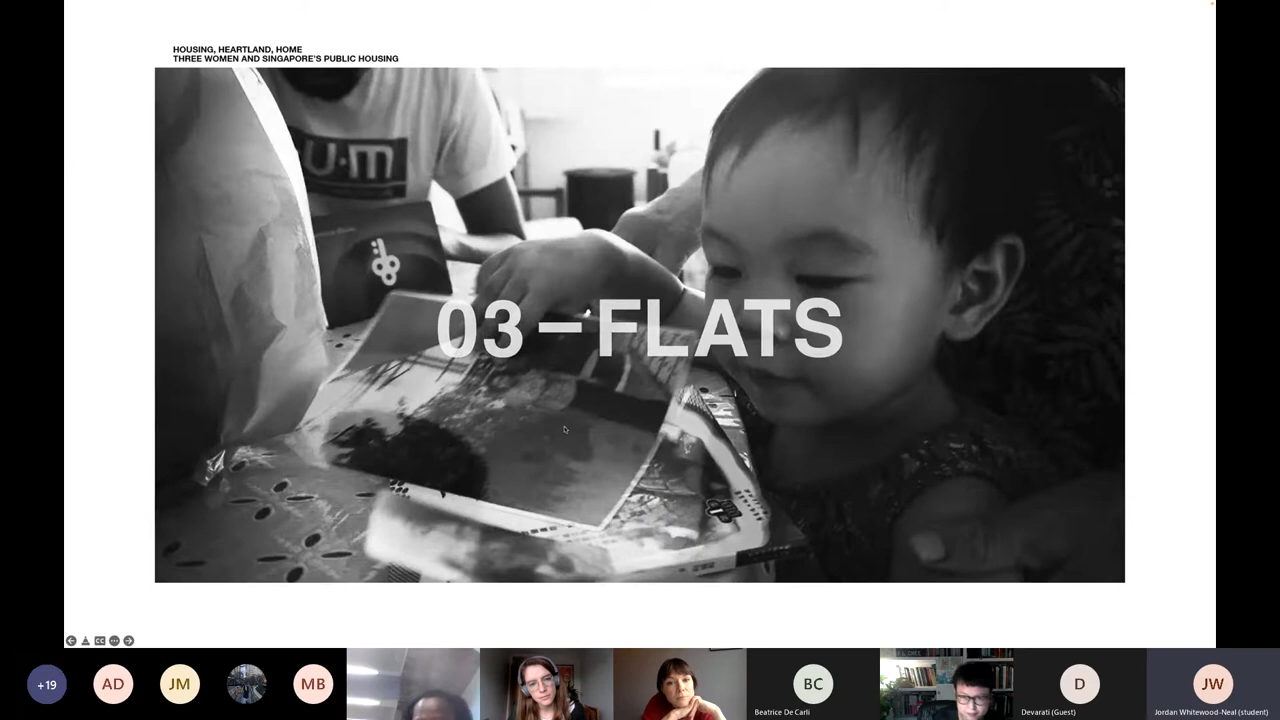 HOUSING, HEARTLAND, HOME
THREE WOMEN AND SINGAPORE'S PUBLIC HOUSING
U·m
03–FLATS
+19
AD
JM
MB
BC
Beatrice De Carli
D
Devarati (Guest)
JW
Jordan Whitewood-Neal (student)